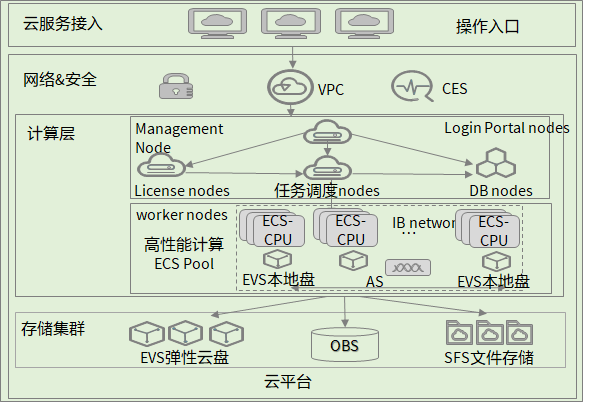 云服务接入
操作入口
网络&安全
VPC
CES
计算层
Management
Node
Login Portal nodes
License nodes
任务调度nodes
DB nodes
worker nodes
高性能计算
ECS Pool
ECS-
CPU
ECS-
CPU
IB networ
...
ECS-
CPU
EVS本地盘
AS
EVS本地盘
存储集群
EVS弹性云盘
OBS
SFS文件存储
云平台